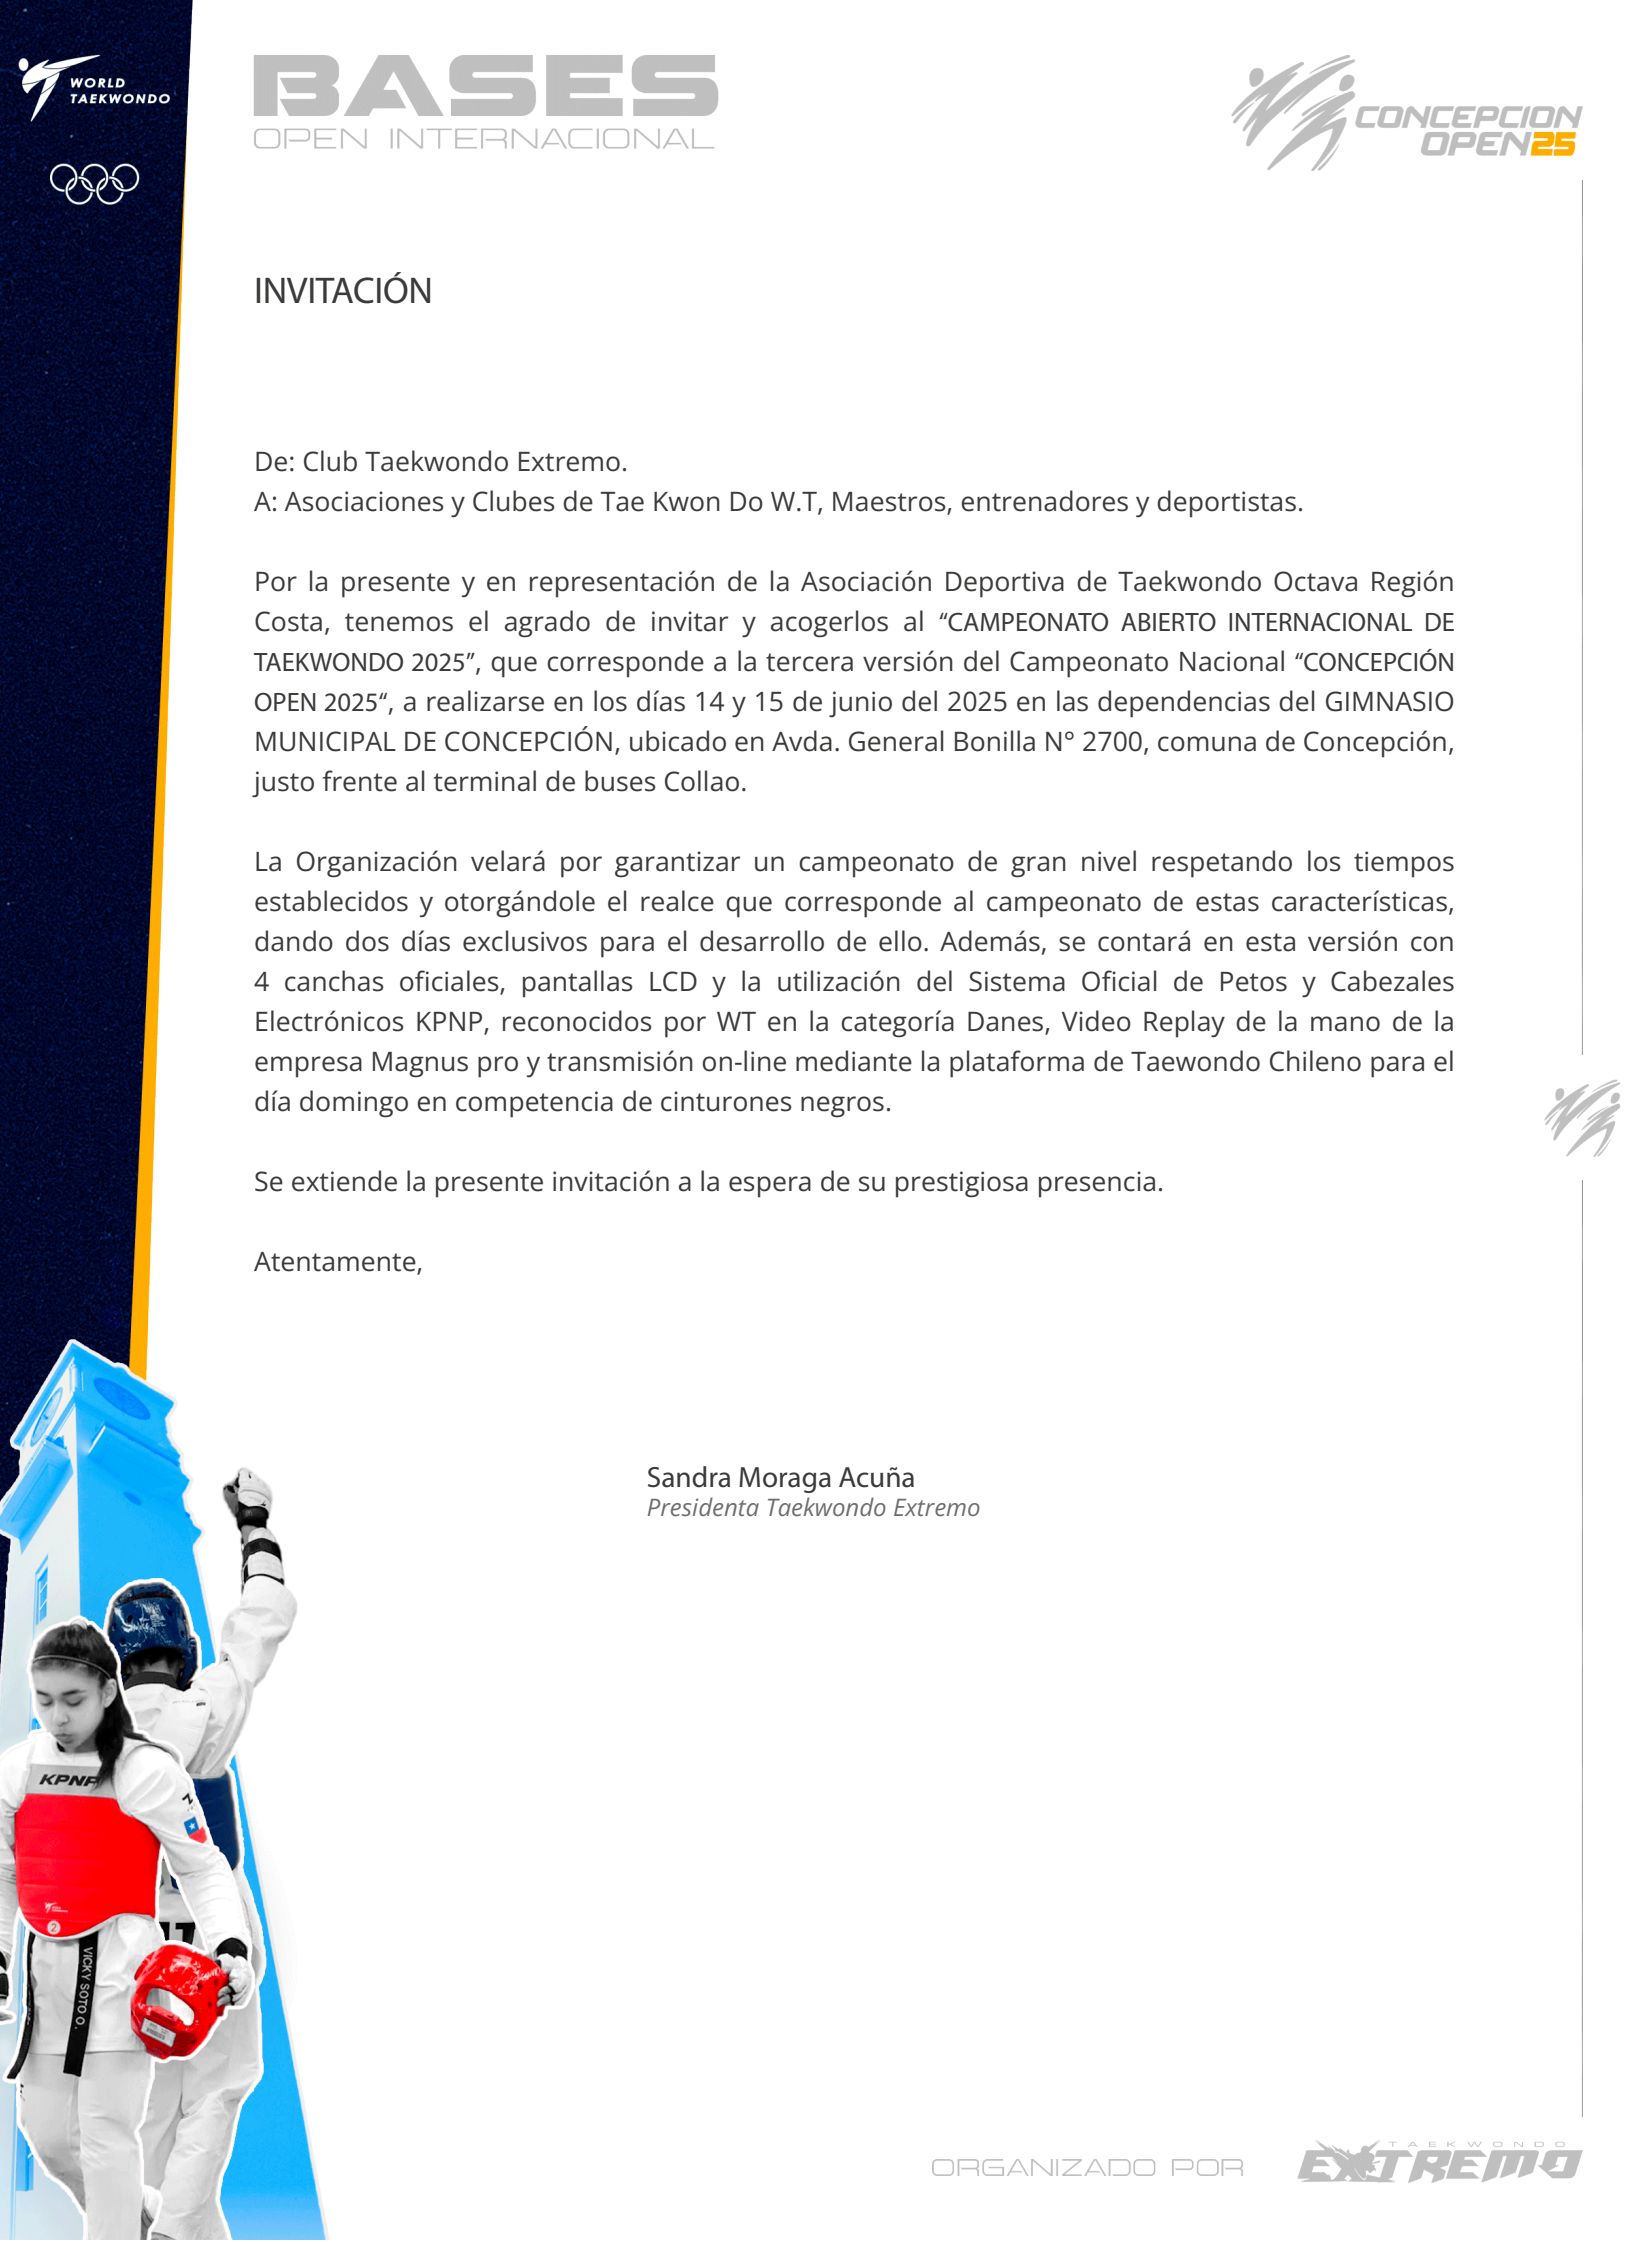 WORLD
TAEKWONDO
BASES
OPEN INTERNACIONAL
CONCEPCION
OPEN25
INVITACIÓN
De: Club Taekwondo Extremo.
A: Asociaciones y Clubes de Tae Kwon Do W.T, Maestros, entrenadores y deportistas.
Por la presente y en representación de la Asociación Deportiva de Taekwondo Octava Región
Costa, tenemos el agrado de invitar y acogerlos al “CAMPEONATO ABIERTO INTERNACIONAL DE
TAEKWONDO 2025”, que corresponde a la tercera versión del Campeonato Nacional “CONCEPCIÓN
OPEN 2025“, a realizarse en los días 14 y 15 de junio del 2025 en las dependencias del GIMNASIO
MUNICIPAL DE CONCEPCIÓN, ubicado en Avda. General Bonilla N° 2700, comuna de Concepción,
justo frente al terminal de buses Collao.
La Organización velará por garantizar un campeonato de gran nivel respetando los tiempos
establecidos y otorgándole el realce que corresponde al campeonato de estas características,
dando dos días exclusivos para el desarrollo de ello. Además, se contará en esta versión con
4 canchas oficiales, pantallas LCD y la utilización del Sistema Oficial de Petos y Cabezales
Electrónicos KPNP, reconocidos por WT en la categoría Danes, Video Replay de la mano de la
empresa Magnus pro y transmisión on-line mediante la plataforma de Taewondo Chileno para el
día domingo en competencia de cinturones negros.
Se extiende la presente invitación a la espera de su prestigiosa presencia.
Atentamente,
Sandra Moraga Acuña
Presidenta Taekwondo Extremo
KPNP
2
VICKY SOTO O.
ORGANIZADO POR
TAEKWONDO
EXTREMO